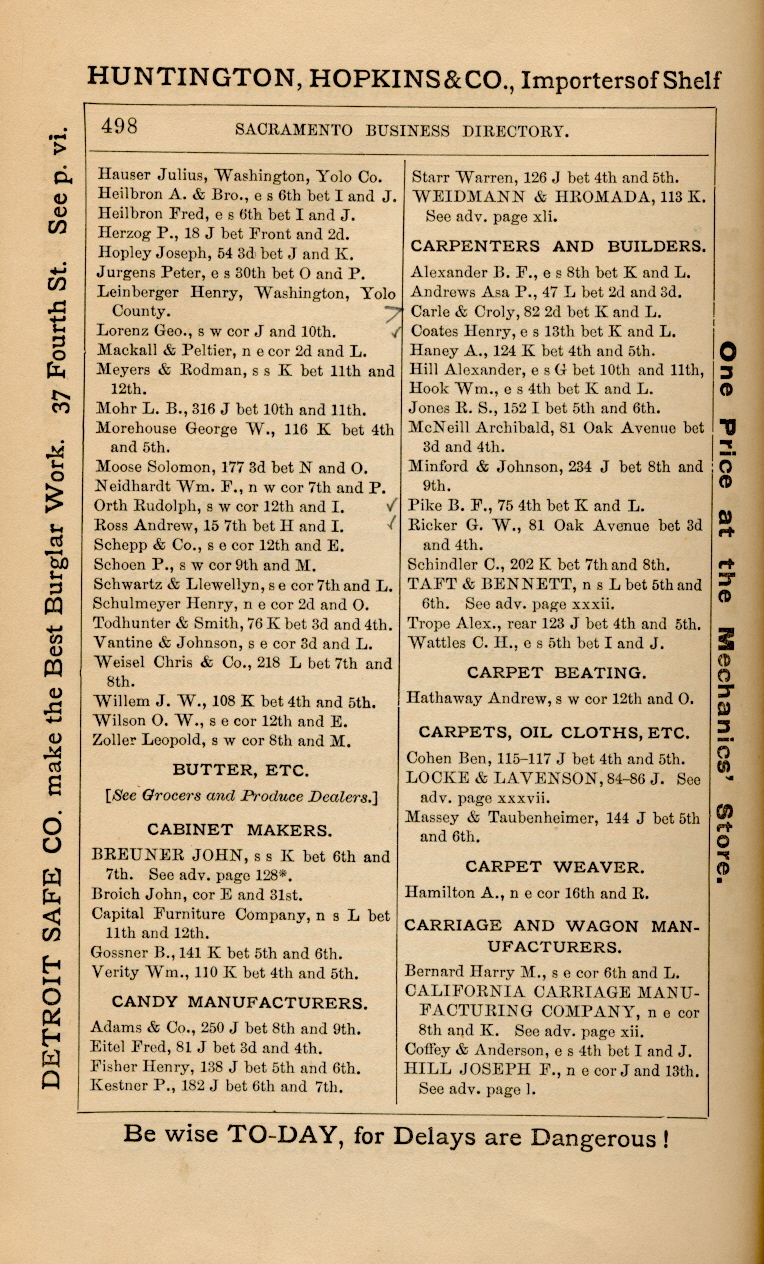 HUNTINGTON, HOPKINS & CO., Importers of Shelf
498 SACRAMENTO BUSINESS DIRECTORY.
Hauser Julius, Washington, Yolo Co.
Heilbron A. & Bro., e s 6th bet I and J.
Heilbron Fred, e s 6th bet I and J.
Herzog P., 18 J bet Front and 2d.
Hopley Joseph, 54 3d bet J and K.
Jurgens Peter, e s 30th bet O and P.
Leinberger Henry, Washington, Yolo
County.
Lorenz Geo., s w cor J and 10th.
Mackall & Peltier, n e cor 2d and L.
Meyers & Rodman, s s K bet 11th and
12th.
Mohr L. B., 316 J bet 10th and 11th.
Morehouse George W., 116 K bet 4th
and 5th.
Moose Solomon, 177 3d bet N and O.
Neidhardt Wm. F., n w cor 7th and P.
Orth Rudolph, s w cor 12th and I.
Ross Andrew, 15 7th bet H and I.
Schepp & Co., s e cor 12th and E.
Schoen P., s w cor 9th and M.
Schwartz & Llewellyn, s e cor 7th and L.
Schulmeyer Henry, n e cor 2d and O.
Todhunter & Smith, 76 K bet 3d and 4th.
Vantine & Johnson, s e cor 3d and L.
Weisel Chris & Co., 218 L bet 7th and
8th.
Willem J. W., 108 K bet 4th and 5th.
Wilson O. W., s e cor 12th and E.
Zoller Leopold, s w cor 8th and M.
BUTTER, ETC.
[See Grocers and Produce Dealers.]
CABINET MAKERS.
BREUNER JOHN, s s K bet 6th and
7th. See adv. page 128*.
Broich John, cor E and 31st.
Capital Furniture Company, n s L bet
11th and 12th.
Gossner B., 141 K bet 5th and 6th.
Verity Wm., 110 K bet 4th and 5th.
CANDY MANUFACTURERS.
Adams & Co., 250 J bet 8th and 9th.
Eitel Fred, 81 J bet 3d and 4th.
Fisher Henry, 138 J bet 5th and 6th.
Kestner P., 182 J bet 6th and 7th.
Starr Warren, 126 J bet 4th and 5th.
WEIDMANN & HROMADA, 113 K.
See adv. page xli.
CARPENTERS AND BUILDERS.
Alexander B. F., e s 8th bet K and L.
Andrews Asa P., 47 L bet 2d and 3d.
Carle & Croly, 82 2d bet K and L.
Coates Henry, e s 13th bet K and L.
Haney A., 124 K bet 4th and 5th.
Hill Alexander, e s G bet 10th and 11th,
Hook Wm., e s 4th bet K and L.
Jones R. S., 152 I bet 5th and 6th.
McNeill Archibald, 81 Oak Avenue bet
3d and 4th.
Minford & Johnson, 234 J bet 8th and
9th.
Pike B. F., 75 4th bet K and L.
Ricker G. W., 81 Oak Avenue bet 3d
and 4th.
Schindler C., 202 K bet 7th and 8th.
TAFT & BENNETT, n s L bet 5th and
6th. See adv. page xxxii.
Trope Alex., rear 123 J bet 4th and 5th.
Wattles C. H., e s 5th bet I and J.
CARPET BEATING.
Hathaway Andrew, s w cor 12th and O.
CARPETS, OIL CLOTHS, ETC.
Cohen Ben, 115–117 J bet 4th and 5th.
LOCKE & LAVENSON, 84–86 J. See
adv. page xxxvii.
Massey & Taubenheimer, 144 J bet 5th
and 6th.
CARPET WEAVER.
Hamilton A., n e cor 16th and R.
CARRIAGE AND WAGON MAN-
UFACTURERS.
Bernard Harry M., s e cor 6th and L.
CALIFORNIA CARRIAGE MANU-
FACTURING COMPANY, n e cor
8th and K. See adv. page xii.
Coffey & Anderson, e s 4th bet I and J.
HILL JOSEPH F., n e cor J and 13th.
See adv. page l.
Be wise TO-DAY, for Delays are Dangerous!
DETROIT SAFE CO. make the Best Burglar Work. 37 Fourth St. See p. vi.
One Price at the Mechanics' Store.